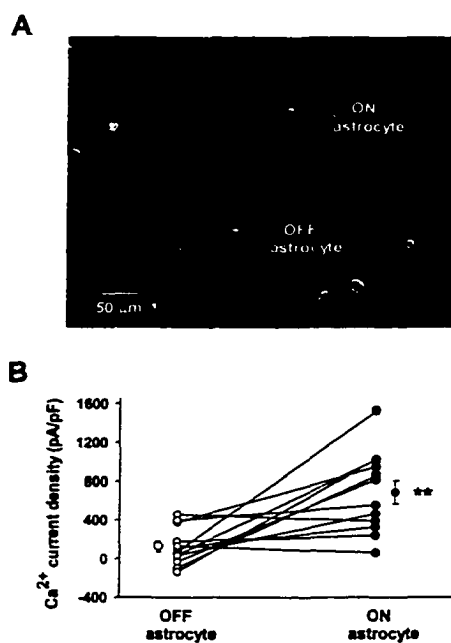 A
ON
astrocyte
OFF
astrocyte
50 µm
B
Ca2+ current density (pA/pF)
1600
1200
800
400
0
-400
**
OFF
astrocyte
ON
astrocyte